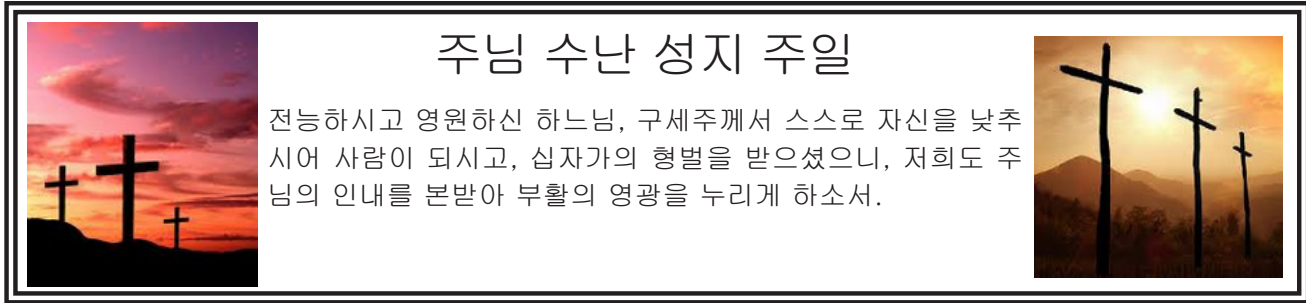 주님 수난 성지 주일
전능하시고 영원하신 하느님, 구세주께서 스스로 자신을 낮추
시어 사람이 되시고, 십자가의 형벌을 받으셨으니, 저희도 주
님의 인내를 본받아 부활의 영광을 누리게 하소서.